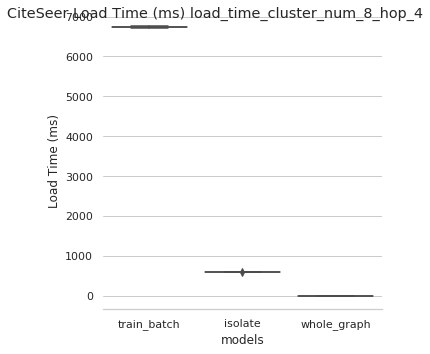 CiteSeer Load Time (ms) load_time_cluster_num_8_hop_4
7000
6000
5000
4000
3000
2000
1000
0
Load Time (ms)
train_batch
isolate
whole_graph
models